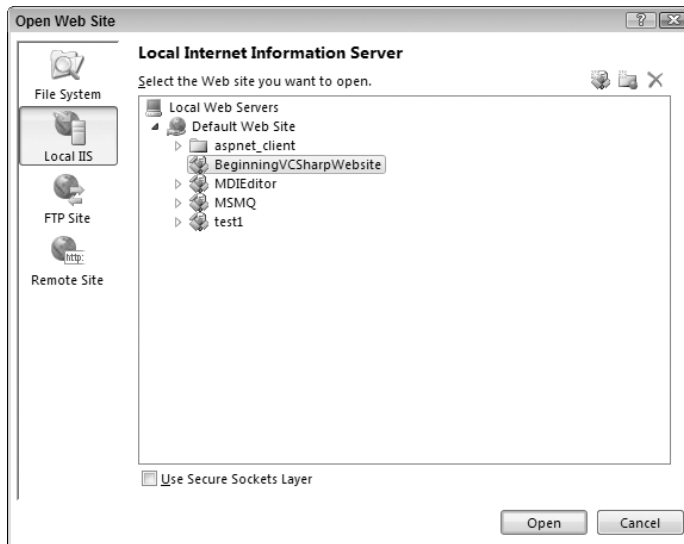 Open Web Site
File System
Local IIS
FTP Site
http:
Remote Site
Local Internet Information Server
Select the Web site you want to open.
Local Web Servers
Default Web Site
aspnet_client
BeginningVCSharpWebsite
MDIEditor
MSMQ
test1
Use Secure Sockets Layer
Open
Cancel